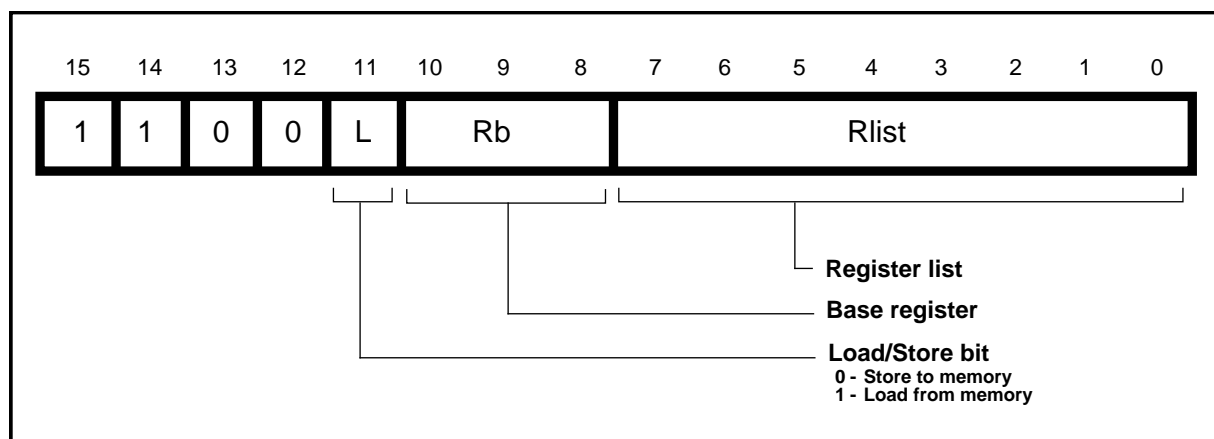 15 14 13 12 11 10 9 8 7 6 5 4 3 2 1 0
1 1 0 0 L Rb Rlist
Register list
Base register
Load/Store bit
0 - Store to memory
1 - Load from memory